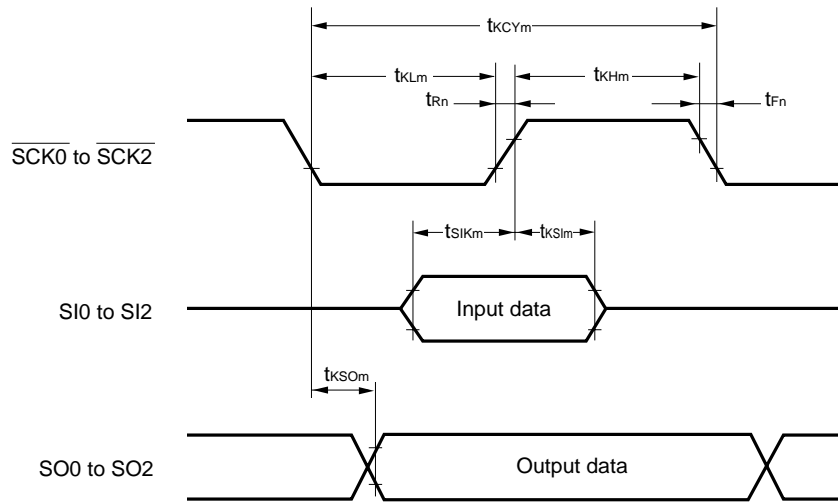 tKCYm
tKLm
tKHm
tRn
tFn
SCK0 to SCK2
tSIKm
tKSIm
SI0 to SI2
Input data
tKSOm
SO0 to SO2
Output data